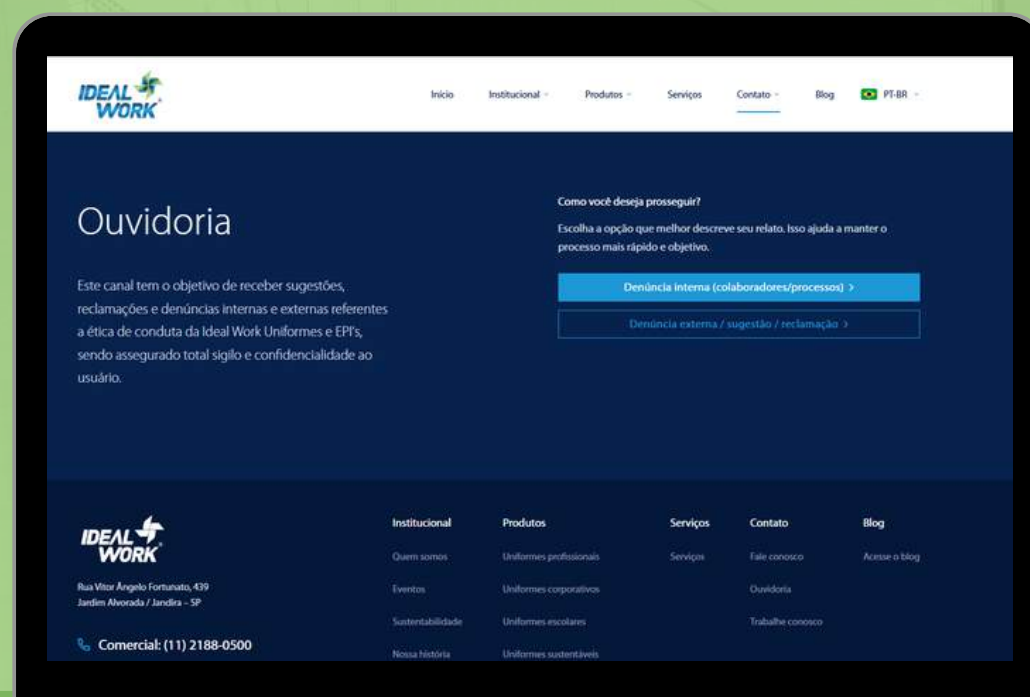 IDEAL
WORK
Início
Institucional
Produtos
Serviços
Contato
Blog
PT-BR
Ouvidoria
Este canal tem o objetivo de receber sugestões,
reclamações e denúncias internas e externas referentes
a ética de conduta da Ideal Work Uniformes e EPI's,
sendo assegurado total sigilo e confidencialidade ao
usuário.
Como você deseja prosseguir?
Escolha a opção que melhor descreve seu relato. Isso ajuda a manter o
processo mais rápido e objetivo.
Denúncia interna (colaboradores/processos) >
Denúncia externa / sugestão / reclamação >
IDEAL
WORK
Rua Vitor Ângelo Fortunato, 439
Jardim Alvorada / Jandira – SP
Comercial: (11) 2188-0500
Institucional
Quem somos
Eventos
Sustentabilidade
Nossa história
Produtos
Uniformes profissionais
Uniformes corporativos
Uniformes escolares
Uniformes sustentáveis
Serviços
Serviços
Contato
Fale conosco
Ouvidoria
Trabalhe conosco
Blog
Acesse o blog